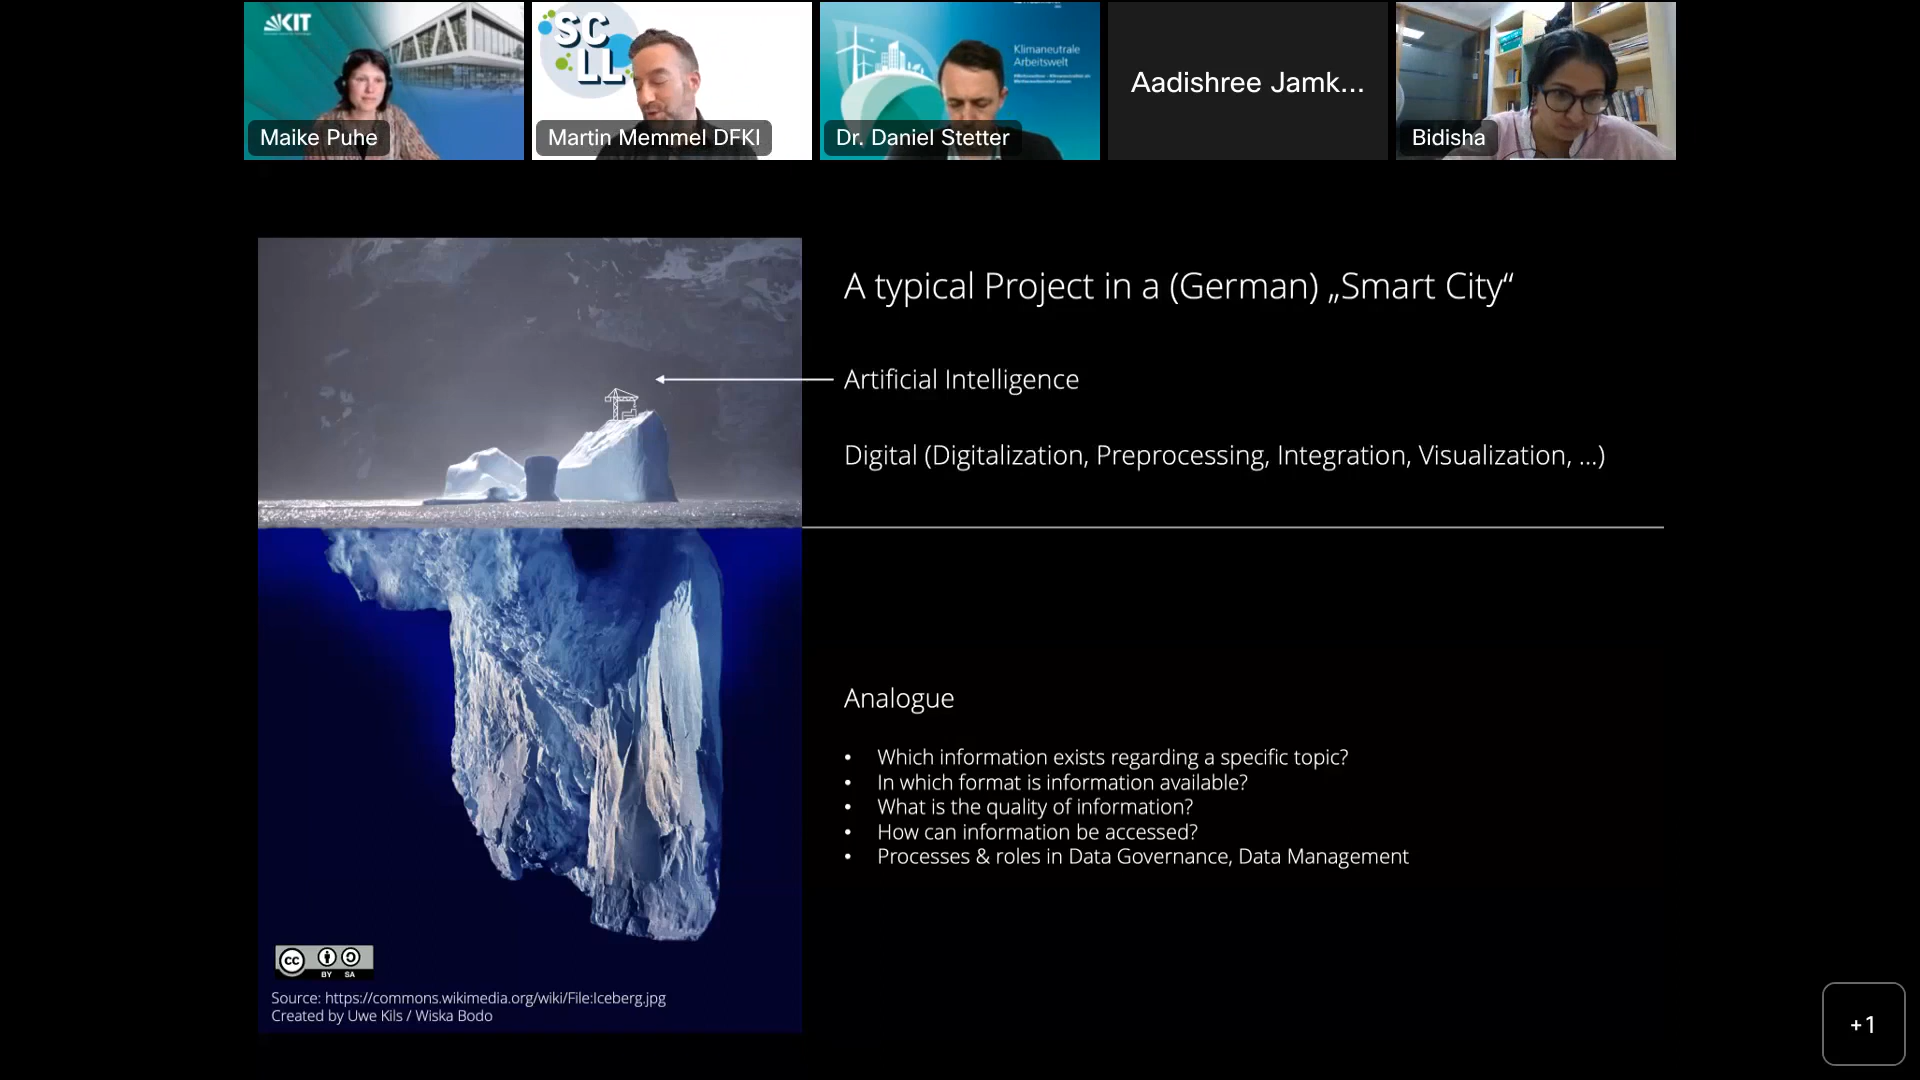 KIT
Maike Puhe
SC
LL
Martin Memmel DFKI
Klimaneutrale
Arbeitswelt
Dr. Daniel Stetter
Aadishree Jamk...
Bidisha
A typical Project in a (German) „Smart City“
Artificial Intelligence
Digital (Digitalization, Preprocessing, Integration, Visualization, ...)
Analogue
• Which information exists regarding a specific topic?
• In which format is information available?
• What is the quality of information?
• How can information be accessed?
• Processes & roles in Data Governance, Data Management
cc
BY SA
Source: https://commons.wikimedia.org/wiki/File:Iceberg.jpg
Created by Uwe Kils / Wiska Bodo
+1